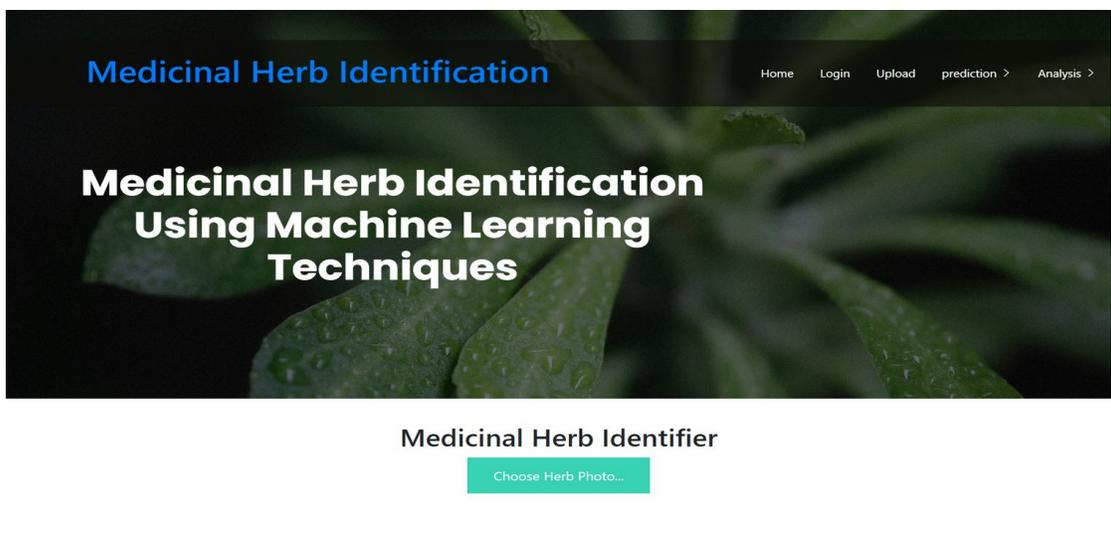 Medicinal Herb Identification
Home Login Upload prediction > Analysis >
Medicinal Herb Identification
Using Machine Learning
Techniques
Medicinal Herb Identifier
Choose Herb Photo...